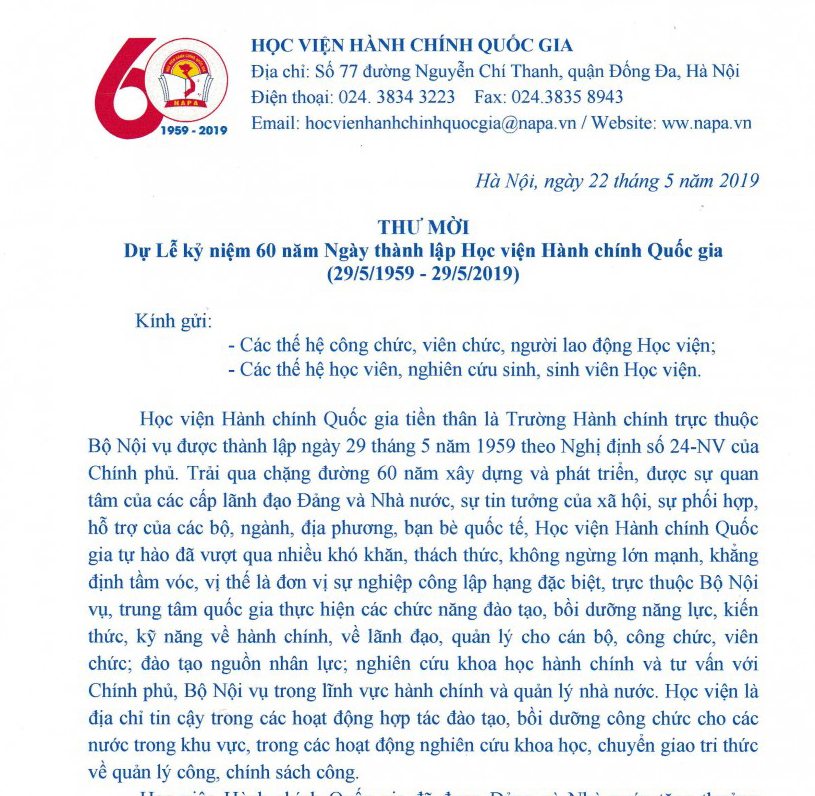 HỌC VIỆN HÀNH CHÍNH QUỐC GIA
Địa chỉ: Số 77 đường Nguyễn Chí Thanh, quận Đống Đa, Hà Nội
Điện thoại: 024. 3834 3223 Fax: 024.3835 8943
Email: hocvienhanhchinhquocgia@napa.vn / Website: ww.napa.vn
60
NAPA
1959 - 2019
Hà Nội, ngày 22 tháng 5 năm 2019
THƯ MỜI
Dự Lễ kỷ niệm 60 năm Ngày thành lập Học viện Hành chính Quốc gia
(29/5/1959 - 29/5/2019)
Kính gửi:
- Các thế hệ công chức, viên chức, người lao động Học viện;
- Các thế hệ học viên, nghiên cứu sinh, sinh viên Học viện.
Học viện Hành chính Quốc gia tiền thân là Trường Hành chính trực thuộc
Bộ Nội vụ được thành lập ngày 29 tháng 5 năm 1959 theo Nghị định số 24-NV của
Chính phủ. Trải qua chặng đường 60 năm xây dựng và phát triển, được sự quan
tâm của các cấp lãnh đạo Đảng và Nhà nước, sự tin tưởng của xã hội, sự phối hợp,
hỗ trợ của các bộ, ngành, địa phương, bạn bè quốc tế, Học viện Hành chính Quốc
gia tự hào đã vượt qua nhiều khó khăn, thách thức, không ngừng lớn mạnh, khẳng
định tầm vóc, vị thế là đơn vị sự nghiệp công lập hạng đặc biệt, trực thuộc Bộ Nội
vụ, trung tâm quốc gia thực hiện các chức năng đào tạo, bồi dưỡng năng lực, kiến
thức, kỹ năng về hành chính, về lãnh đạo, quản lý cho cán bộ, công chức, viên
chức; đào tạo nguồn nhân lực; nghiên cứu khoa học hành chính và tư vấn với
Chính phủ, Bộ Nội vụ trong lĩnh vực hành chính và quản lý nhà nước. Học viện là
địa chỉ tin cậy trong các hoạt động hợp tác đào tạo, bồi dưỡng công chức cho các
nước trong khu vực, trong các hoạt động nghiên cứu khoa học, chuyển giao tri thức
về quản lý công, chính sách công.